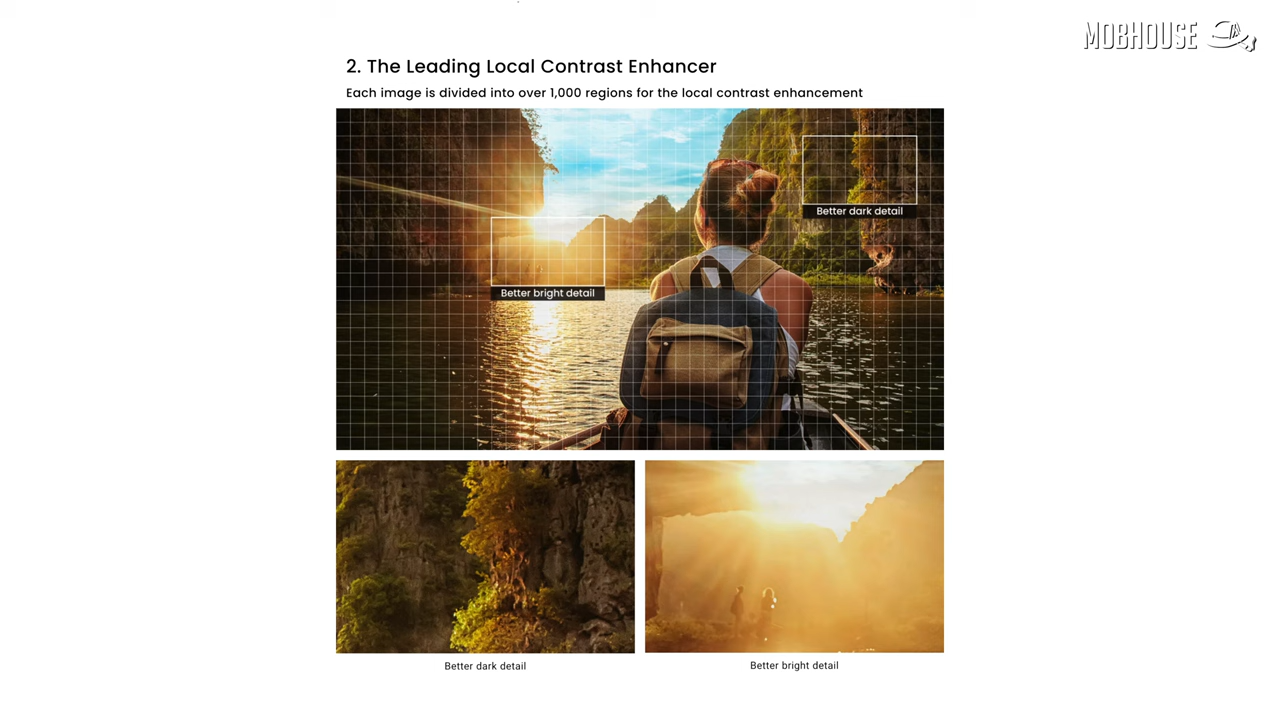 MOBHOUSE
2. The Leading Local Contrast Enhancer
Each image is divided into over 1,000 regions for the local contrast enhancement
Better dark detail
Better bright detail
Better dark detail
Better bright detail